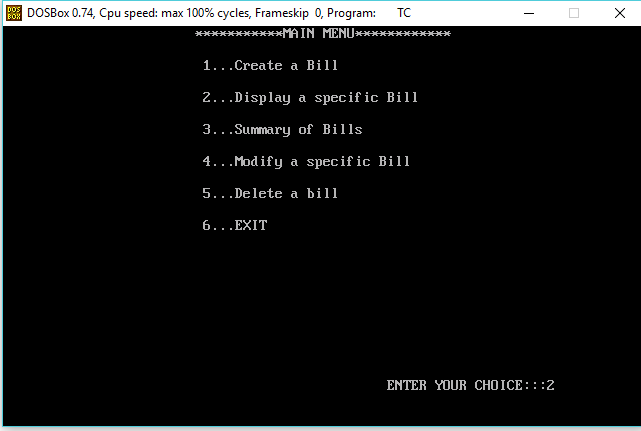 DOS BOX DOSBox 0.74, Cpu speed: max 100% cycles, Frameskip 0, Program: TC
***********MAIN MENU************
1...Create a Bill
2...Display a specific Bill
3...Summary of Bills
4...Modify a specific Bill
5...Delete a bill
6...EXIT
ENTER YOUR CHOICE:::2